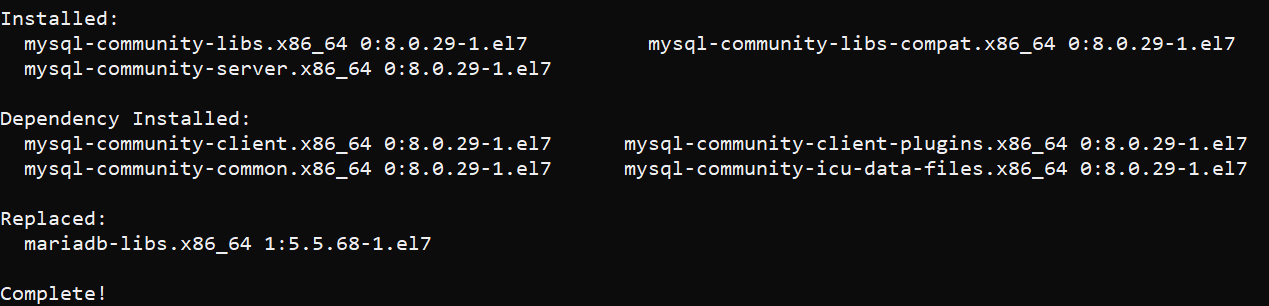 Installed:
mysql-community-libs.x86_64 0:8.0.29-1.el7 mysql-community-libs-compat.x86_64 0:8.0.29-1.el7
mysql-community-server.x86_64 0:8.0.29-1.el7
Dependency Installed:
mysql-community-client.x86_64 0:8.0.29-1.el7 mysql-community-client-plugins.x86_64 0:8.0.29-1.el7
mysql-community-common.x86_64 0:8.0.29-1.el7 mysql-community-icu-data-files.x86_64 0:8.0.29-1.el7
Replaced:
mariadb-libs.x86_64 1:5.5.68-1.el7
Complete!